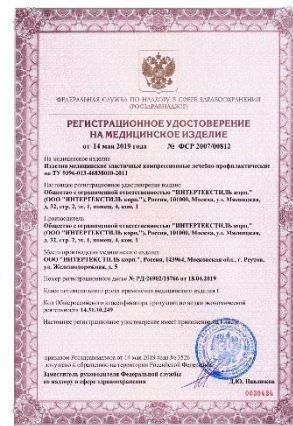 ФЕДЕРАЛЬНАЯ СЛУЖБА ПО НАДЗОРУ В СФЕРЕ ЗДРАВООХРАНЕНИЯ
(РОСЗДРАВНАДЗОР)
РЕГИСТРАЦИОННОЕ УДОСТОВЕРЕНИЕ
НА МЕДИЦИНСКОЕ ИЗДЕЛИЕ
от 14 мая 2019 года № ФСР 2007/00812
На медицинское изделие
Изделия медицинские эластичные компрессионные лечебно-профилактические
по ТУ 9396-013-46838010-2011
Настоящее регистрационное удостоверение выдано
Общество с ограниченной ответственностью "ИНТЕРТЕКСТИЛЬ корп."
(ООО "ИНТЕРТЕКСТИЛЬ корп."), Россия, 101000, Москва, ул. Мясницкая,
д. 32, стр. 2, эт. 1, помещ. 4, ком. 1
Производитель
Общество с ограниченной ответственностью "ИНТЕРТЕКСТИЛЬ корп."
(ООО "ИНТЕРТЕКСТИЛЬ корп."), Россия, 101000, Москва, ул. Мясницкая,
д. 32, стр. 2, эт. 1, помещ. 4, ком. 1
Место производства медицинского изделия
ООО "ИНТЕРТЕКСТИЛЬ корп.", 143964, Московская обл., г. Реутов,
ул. Железнодорожная, д. 5
Номер регистрационного досье № РД-26902/19766 от 18.04.2019
Класс потенциального риска применения медицинского изделия 1
Код Общероссийского классификатора продукции по видам экономической
деятельности 14.31.10.249
Настоящее регистрационное удостоверение имеет приложение
приказом Росздравнадзора от 14 мая 2019 года № 3526
допущено к обращению на территории Российской Федерации
Заместитель руководителя Федеральной службы
по надзору в сфере здравоохранения
Д.Ю. Павлюков